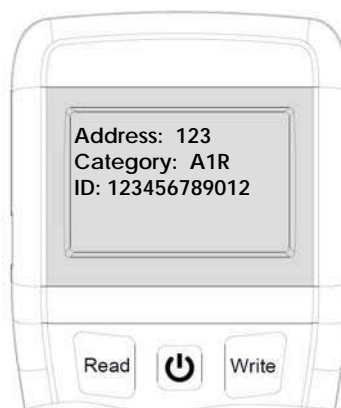 Address: 123
Category: A1R
ID: 123456789012
Read
Write